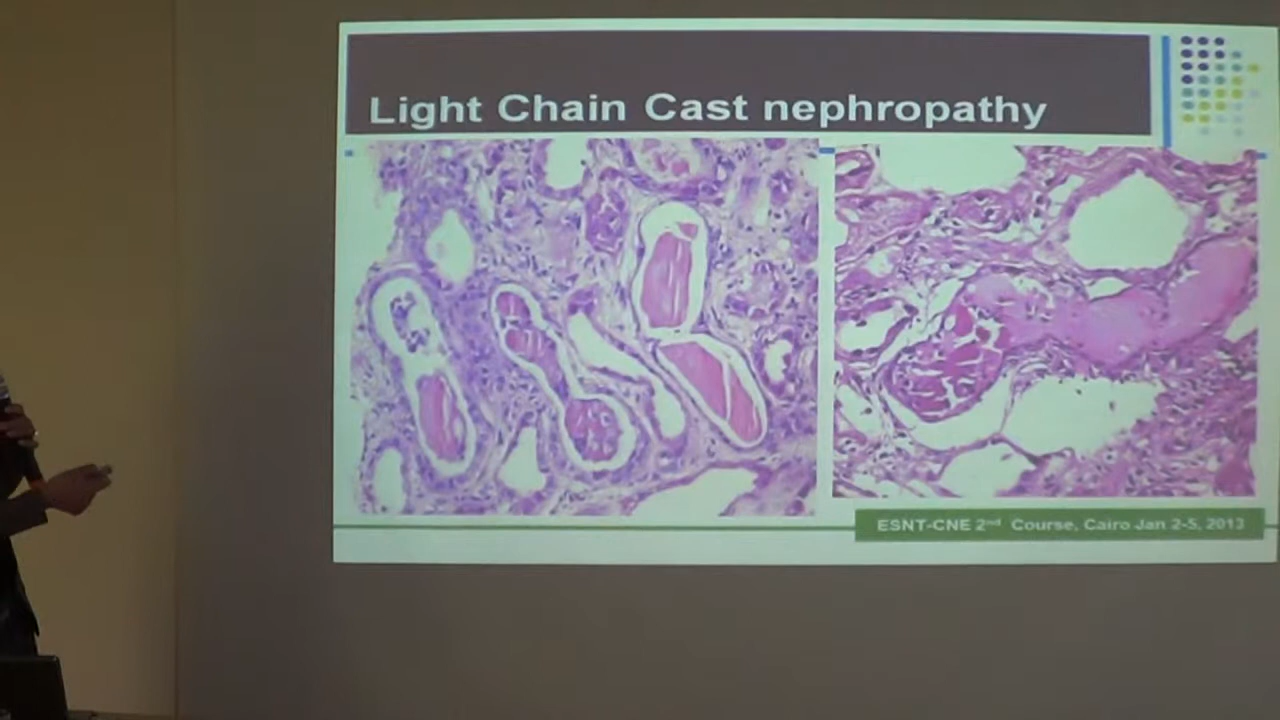 Light Chain Cast nephropathy
ESNT-CNE 2nd Course, Cairo Jan 2-5, 2013